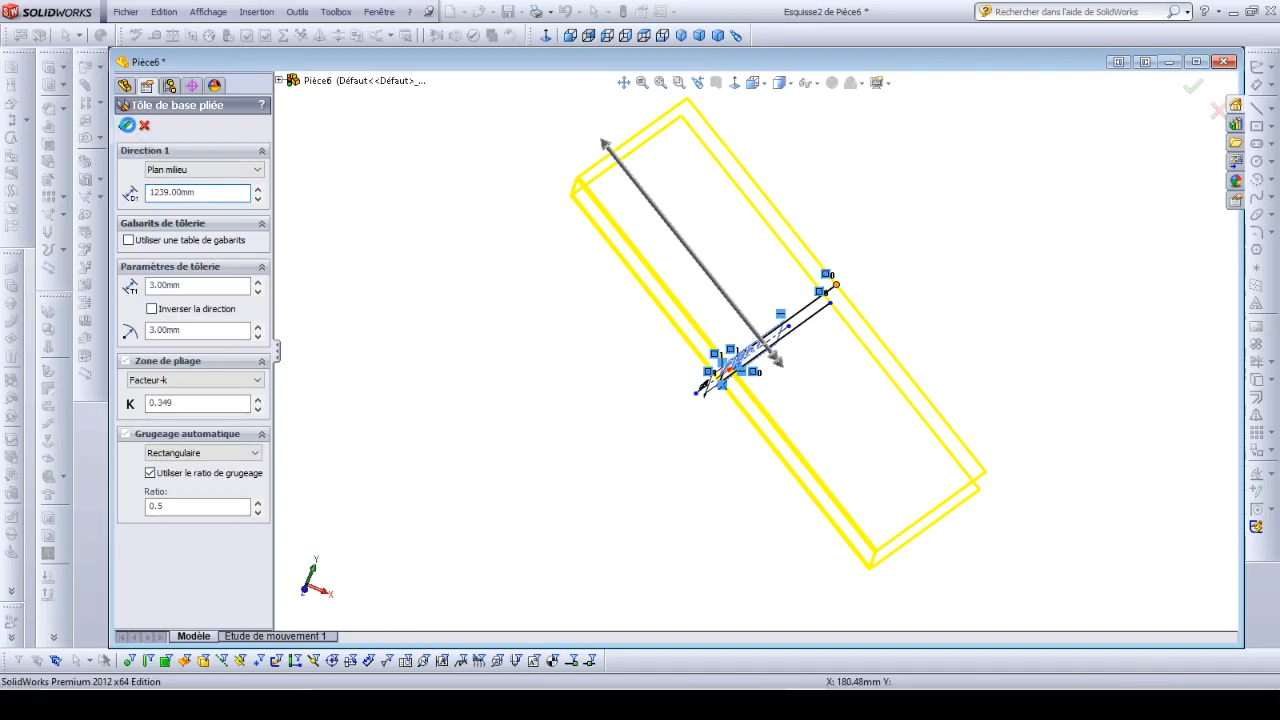 SOLIDWORKS Fichier Edition Affichage Insertion Outils Toolbox Fenêtre ? Esquisse2 de Pièce6 * Rechercher dans l'aide de SolidWorks
Pièce6 *
Pièce6 (Défaut<<Défaut>_...
Tôle de base pliée ?
Direction 1
Plan milieu
D1 1239.00mm
Gabarits de tôlerie
Utiliser une table de gabarits
Paramètres de tôlerie
T1 3.00mm
Inverser la direction
3.00mm
Zone de pliage
Facteur-k
K 0.349
Grugeage automatique
Rectangulaire
Utiliser le ratio de grugeage
Ratio:
0.5
Y
X
Z
Modèle Etude de mouvement 1
SolidWorks Premium 2012 x64 Edition X: 180.48mm Y: